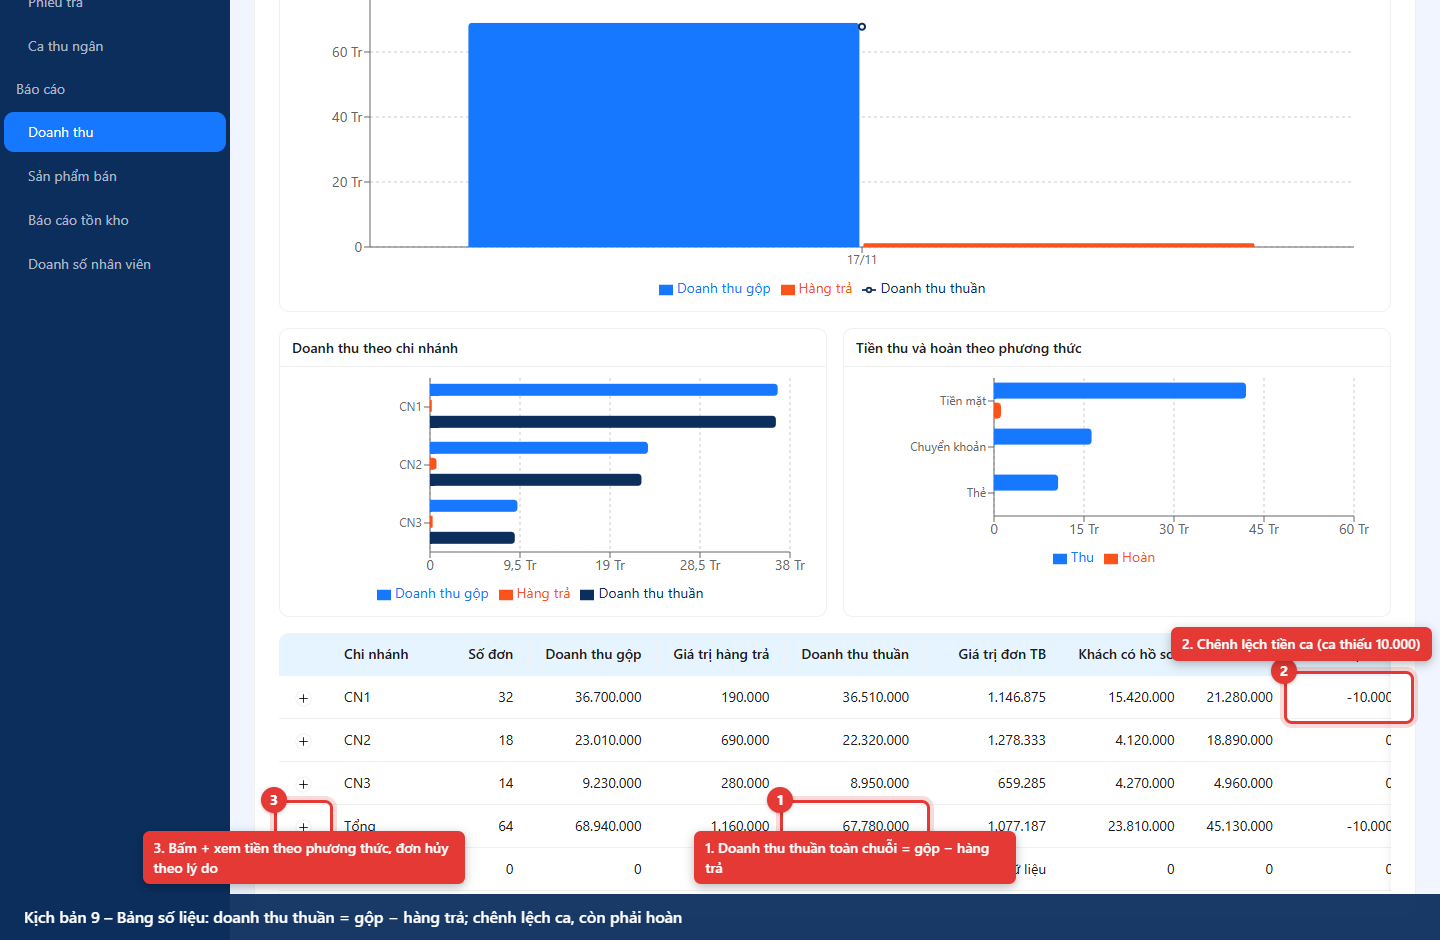 Phiếu trả
Ca thu ngân
Báo cáo
Doanh thu
Sản phẩm bán
Báo cáo tồn kho
Doanh số nhân viên
60 Tr
40 Tr
20 Tr
0
17/11
Doanh thu gộp Hàng trả Doanh thu thuần
Doanh thu theo chi nhánh
CN1
CN2
CN3
0 9,5 Tr 19 Tr 28,5 Tr 38 Tr
Doanh thu gộp Hàng trả Doanh thu thuần
Tiền thu và hoàn theo phương thức
Tiền mặt
Chuyển khoản
Thẻ
0 15 Tr 30 Tr 45 Tr 60 Tr
Thu Hoàn
2. Chênh lệch tiền ca (ca thiếu 10.000)
Chi nhánh Số đơn Doanh thu gộp Giá trị hàng trả Doanh thu thuần Giá trị đơn TB Khách có hồ sơ
2
+ CN1 32 36.700.000 190.000 36.510.000 1.146.875 15.420.000 21.280.000 -10.000
+ CN2 18 23.010.000 690.000 22.320.000 1.278.333 4.120.000 18.890.000 0
+ CN3 14 9.230.000 280.000 8.950.000 659.285 4.270.000 4.960.000 0
3 1
+ Tổng 64 68.940.000 1.160.000 67.780.000 1.077.187 23.810.000 45.130.000 -10.000
3. Bấm + xem tiền theo phương thức, đơn hủy
theo lý do
1. Doanh thu thuần toàn chuỗi = gộp − hàng
trả
0 0 liệu 0 0 0
Kịch bản 9 – Bảng số liệu: doanh thu thuần = gộp − hàng trả; chênh lệch ca, còn phải hoàn